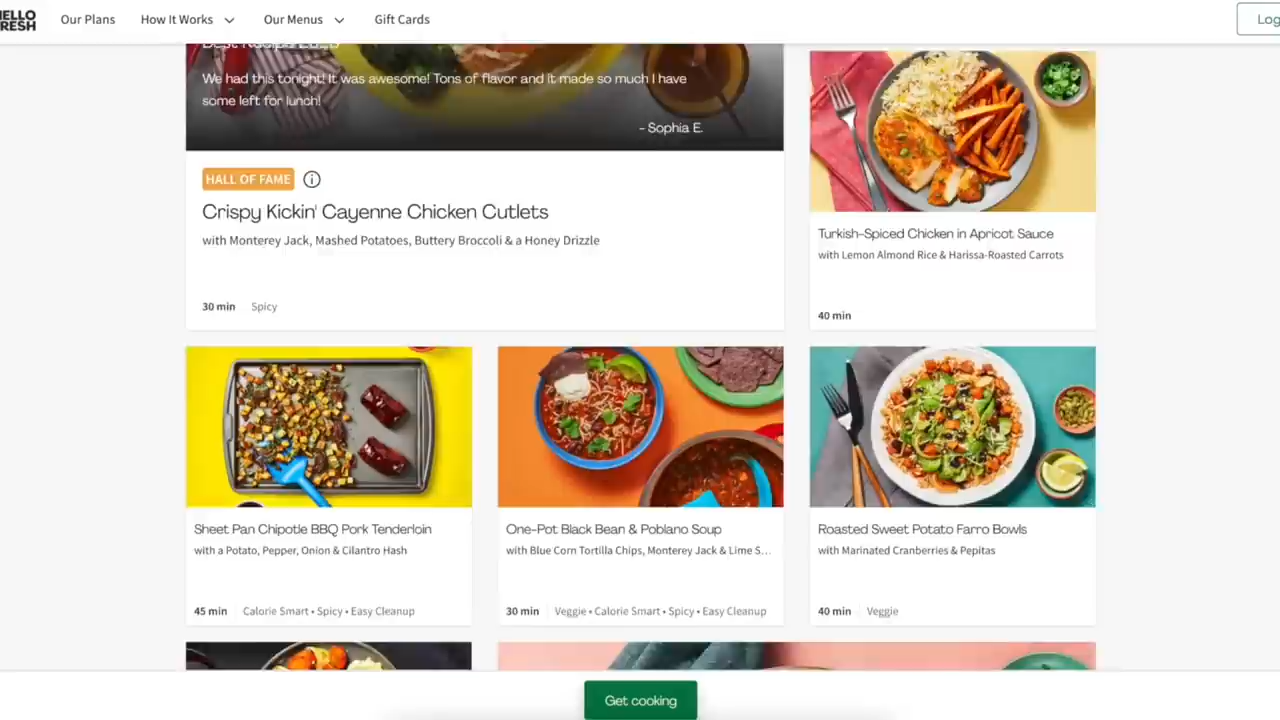 HELLO
FRESH
Our Plans
How It Works
Our Menus
Gift Cards
Log
Best Recipe 2023
We had this tonight! It was awesome! Tons of flavor and it made so much I have
some left for lunch!
- Sophia E.
HALL OF FAME
Crispy Kickin' Cayenne Chicken Cutlets
with Monterey Jack, Mashed Potatoes, Buttery Broccoli & a Honey Drizzle
30 min Spicy
Turkish-Spiced Chicken in Apricot Sauce
with Lemon Almond Rice & Harissa-Roasted Carrots
40 min
Sheet Pan Chipotle BBQ Pork Tenderloin
with a Potato, Pepper, Onion & Cilantro Hash
45 min Calorie Smart • Spicy • Easy Cleanup
One-Pot Black Bean & Poblano Soup
with Blue Corn Tortilla Chips, Monterey Jack & Lime S...
30 min Veggie • Calorie Smart • Spicy • Easy Cleanup
Roasted Sweet Potato Farro Bowls
with Marinated Cranberries & Pepitas
40 min Veggie
Get cooking